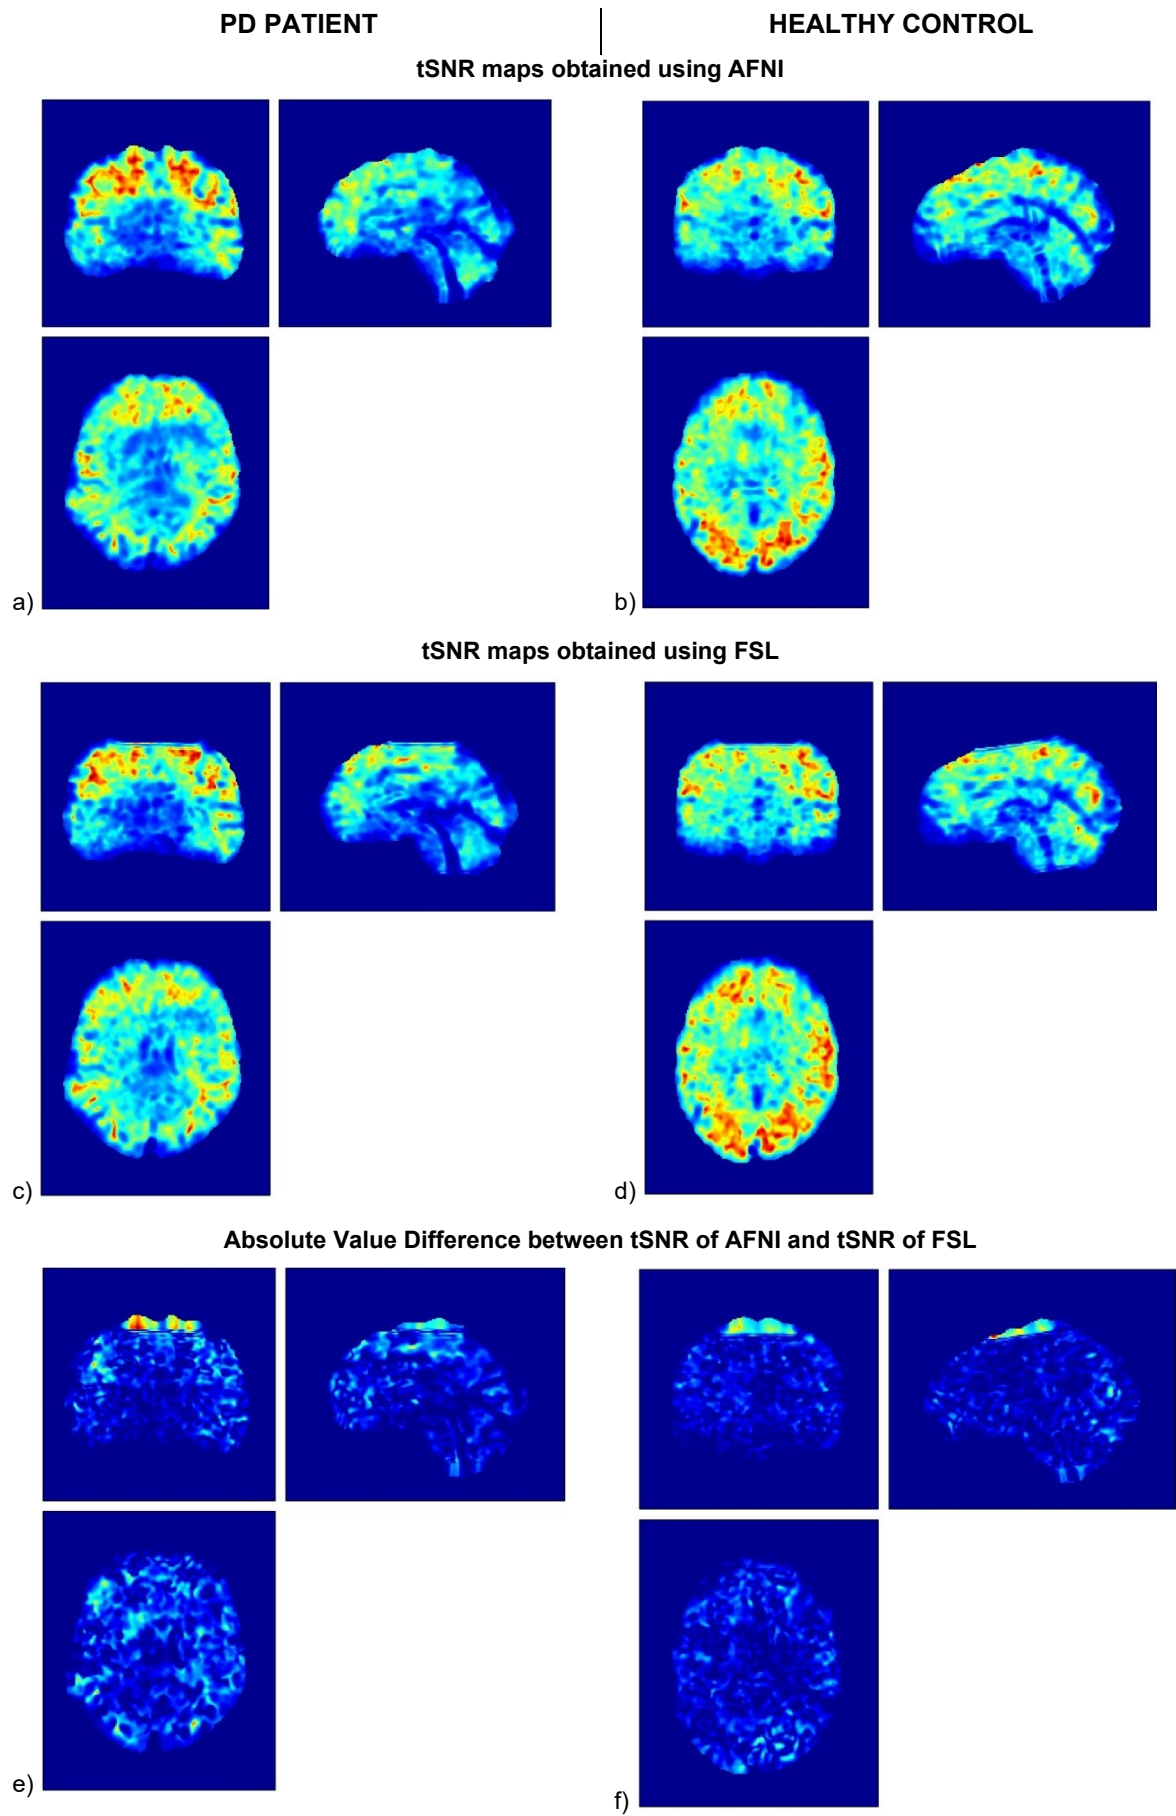 PD PATIENT
HEALTHY CONTROL
tSNR maps obtained using AFNI
a)
b)
tSNR maps obtained using FSL
c)
d)
Absolute Value Difference between tSNR of AFNI and tSNR of FSL
e)
f)